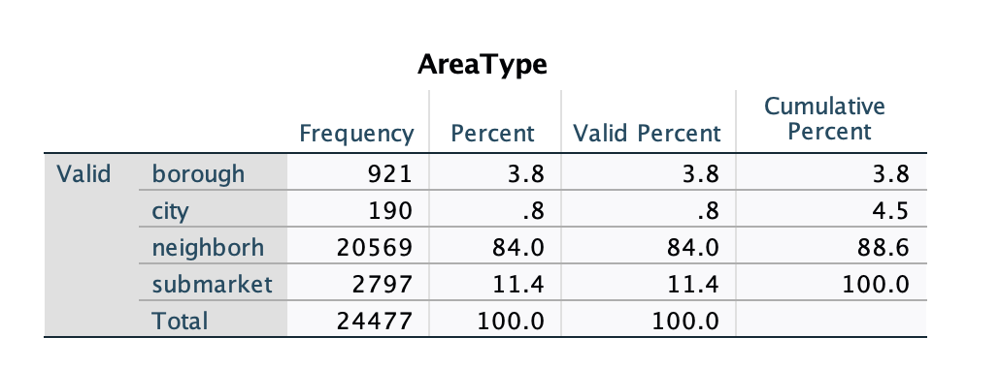 AreaType
Frequency Percent Valid Percent Cumulative Percent
Valid borough 921 3.8 3.8 3.8
city 190 .8 .8 4.5
neighborh 20569 84.0 84.0 88.6
submarket 2797 11.4 11.4 100.0
Total 24477 100.0 100.0